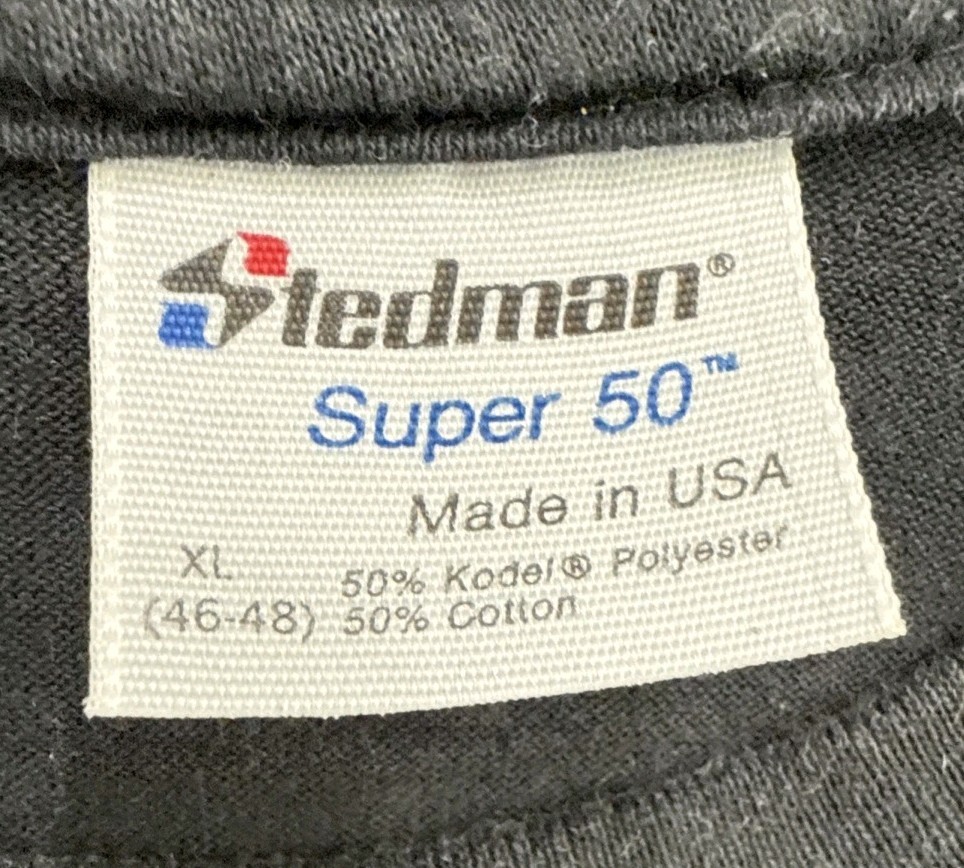 Stedman®
Super 50™
Made in USA
XL 50% Kodel® Polyester
(46-48) 50% Cotton